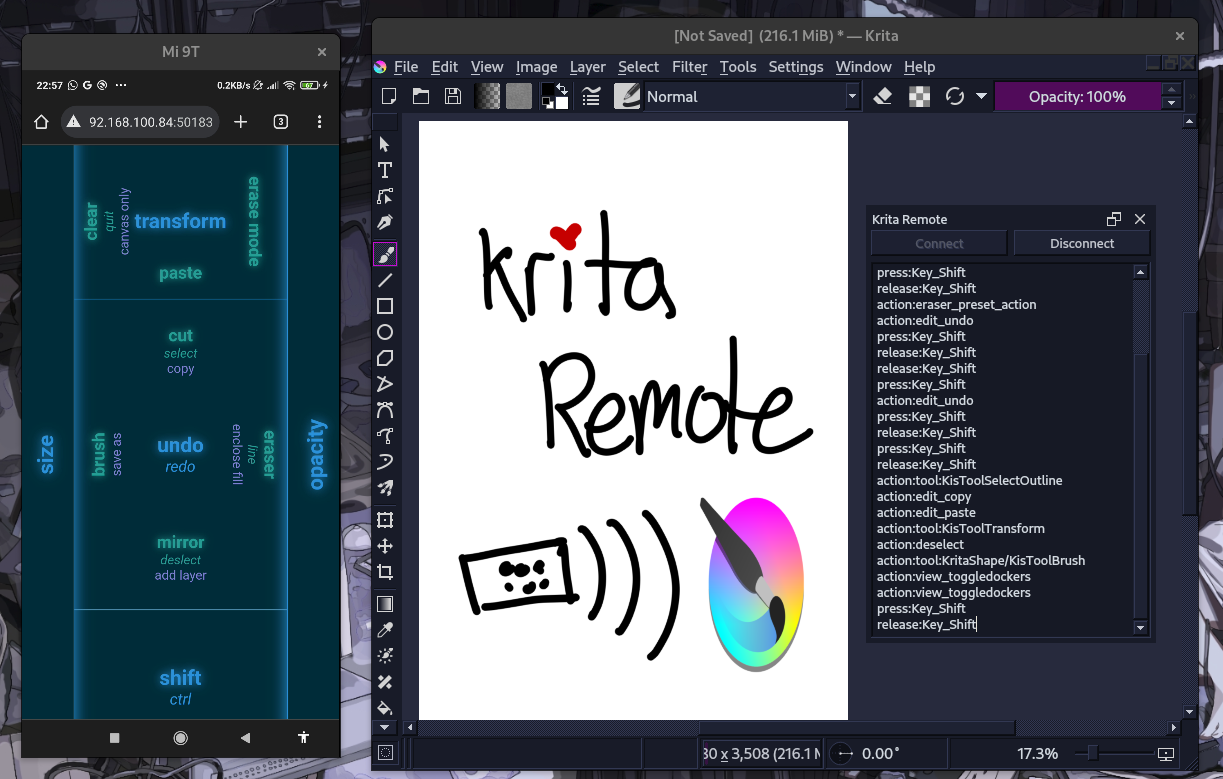 Mi 9T
22:57
0.2KB/s
67
92.168.100.84:50183
3
clear
quit
canvas only
transform
erase mode
paste
cut
select
copy
size
brush
save as
undo
redo
enclose fill
line
eraser
opacity
mirror
deslect
add layer
shift
ctrl
[Not Saved] (216.1 MiB) * — Krita
File Edit View Image Layer Select Filter Tools Settings Window Help
Normal
Opacity: 100%
krita
Remote
Krita Remote
Connect
Disconnect
press:Key_Shift
release:Key_Shift
action:eraser_preset_action
action:edit_undo
press:Key_Shift
release:Key_Shift
release:Key_Shift
press:Key_Shift
action:edit_undo
press:Key_Shift
release:Key_Shift
press:Key_Shift
release:Key_Shift
action:tool:KisToolSelectOutline
action:edit_copy
action:edit_paste
action:tool:KisToolTransform
action:deselect
action:tool:KritaShape/KisToolBrush
action:view_toggledockers
action:view_toggledockers
press:Key_Shift
release:Key_Shift
80 x 3,508 (216.1 M
0.00°
17.3%